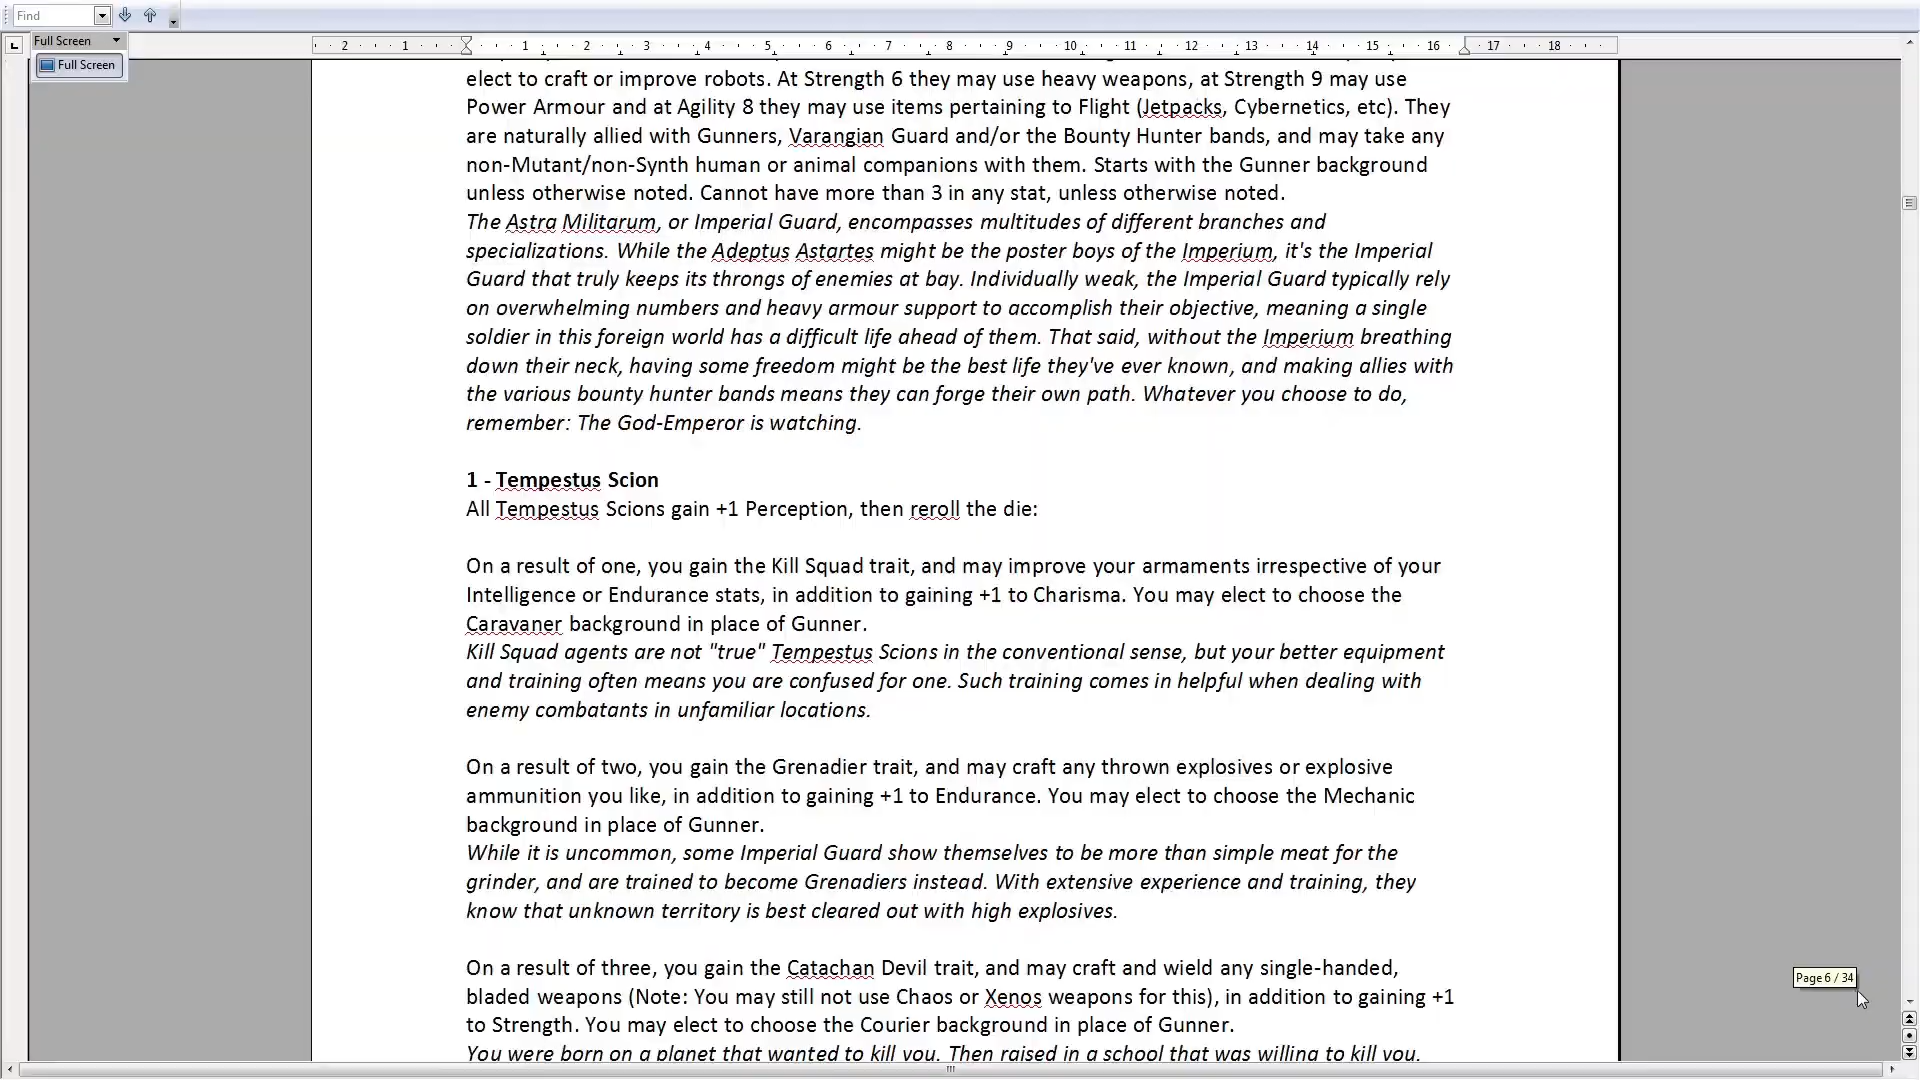 Find
Full Screen
Full Screen
2 1 1 2 3 4 5 6 7 8 9 10 11 12 13 14 15 16 17 18
elect to craft or improve robots. At Strength 6 they may use heavy weapons, at Strength 9 may use
Power Armour and at Agility 8 they may use items pertaining to Flight (Jetpacks, Cybernetics, etc). They
are naturally allied with Gunners, Varangian Guard and/or the Bounty Hunter bands, and may take any
non-Mutant/non-Synth human or animal companions with them. Starts with the Gunner background
unless otherwise noted. Cannot have more than 3 in any stat, unless otherwise noted.
The Astra Militarum, or Imperial Guard, encompasses multitudes of different branches and
specializations. While the Adeptus Astartes might be the poster boys of the Imperium, it's the Imperial
Guard that truly keeps its throngs of enemies at bay. Individually weak, the Imperial Guard typically rely
on overwhelming numbers and heavy armour support to accomplish their objective, meaning a single
soldier in this foreign world has a difficult life ahead of them. That said, without the Imperium breathing
down their neck, having some freedom might be the best life they've ever known, and making allies with
the various bounty hunter bands means they can forge their own path. Whatever you choose to do,
remember: The God-Emperor is watching.
1 - Tempestus Scion
All Tempestus Scions gain +1 Perception, then reroll the die:
On a result of one, you gain the Kill Squad trait, and may improve your armaments irrespective of your
Intelligence or Endurance stats, in addition to gaining +1 to Charisma. You may elect to choose the
Caravaner background in place of Gunner.
Kill Squad agents are not "true" Tempestus Scions in the conventional sense, but your better equipment
and training often means you are confused for one. Such training comes in helpful when dealing with
enemy combatants in unfamiliar locations.
On a result of two, you gain the Grenadier trait, and may craft any thrown explosives or explosive
ammunition you like, in addition to gaining +1 to Endurance. You may elect to choose the Mechanic
background in place of Gunner.
While it is uncommon, some Imperial Guard show themselves to be more than simple meat for the
grinder, and are trained to become Grenadiers instead. With extensive experience and training, they
know that unknown territory is best cleared out with high explosives.
On a result of three, you gain the Catachan Devil trait, and may craft and wield any single-handed,
bladed weapons (Note: You may still not use Chaos or Xenos weapons for this), in addition to gaining +1
to Strength. You may elect to choose the Courier background in place of Gunner.
You were born on a planet that wanted to kill you. Then raised in a school that was willing to kill you.
Page 6 / 34